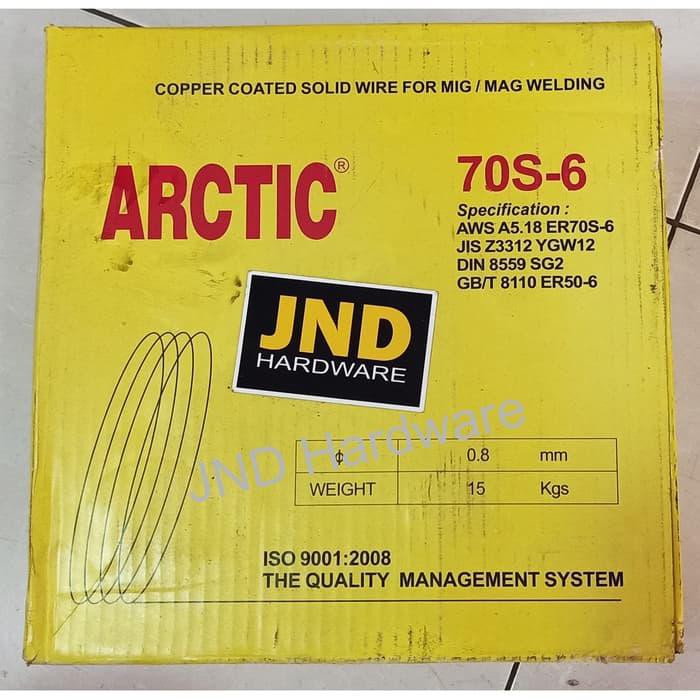 COPPER COATED SOLID WIRE FOR MIG / MAG WELDING
ARCTIC®
70S-6
Specification :
AWS A5.18 ER70S-6
JIS Z3312 YGW12
DIN 8559 SG2
GB/T 8110 ER50-6
JND
HARDWARE
JND Hardware
ϕ 0.8 mm
WEIGHT 15 Kgs
ISO 9001:2008
THE QUALITY MANAGEMENT SYSTEM